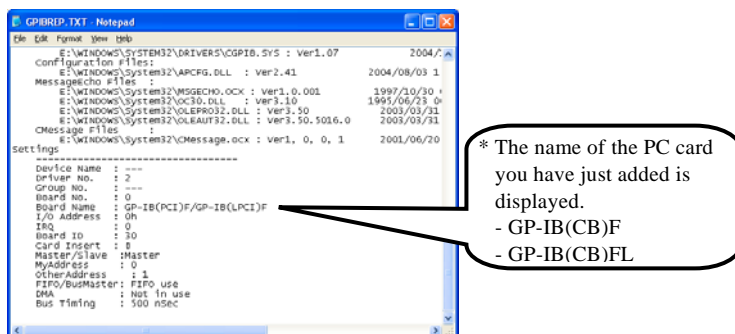 GPIBREP.TXT - Notepad
File Edit Format View Help
E:\WINDOWS\SYSTEM32\DRIVERS\CGPIB.SYS : Ver1.07 2004/
Configuration Files:
E:\WINDOWS\System32\APCFG.DLL : Ver2.41 2004/08/03 1
MessageEcho Files :
E:\WINDOWS\System32\MSGECHO.OCX : Ver1.0.001 1997/10/30
E:\WINDOWS\System32\OC30.DLL : Ver3.10 1995/06/23 0
E:\WINDOWS\System32\OLEPRO32.DLL : Ver3.50 2003/03/31
E:\WINDOWS\System32\OLEAUT32.DLL : Ver3.50.5016.0 2003/03/31
CMessage Files :
E:\WINDOWS\System32\CMessage.ocx : Ver1, 0, 0, 1 2001/06/20
Settings
-----------------------------------
Device Name : ---
Driver No. : 2
Group No. : ---
Board No. : 0
Board Name : GP-IB(PCI)F/GP-IB(LPCI)F
I/O Address : 0h
IRQ : 0
Board ID : 30
Card Insert : 0
Master/Slave :Master
MyAddress : 0
OtherAddress : 1
FIFO/BusMaster: FIFO use
DMA : Not in use
Bus Timing : 500 nSec
* The name of the PC card
you have just added is
displayed.
- GP-IB(CB)F
- GP-IB(CB)FL